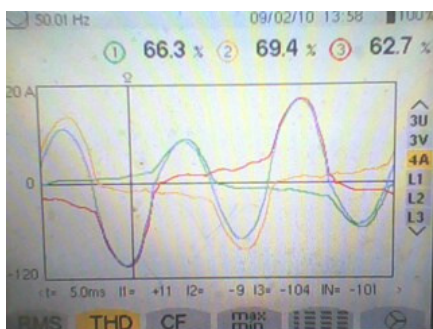 50.01 Hz 09/02/10 13:58 100%
1 66.3 % 2 69.4 % 3 62.7 %
20 A
3U
3V
4A
0
L1
L2
L3
-120
t= 5.0ms I1= +11 I2= -9 I3= -104 IN= -101
RMS THD CF max
min